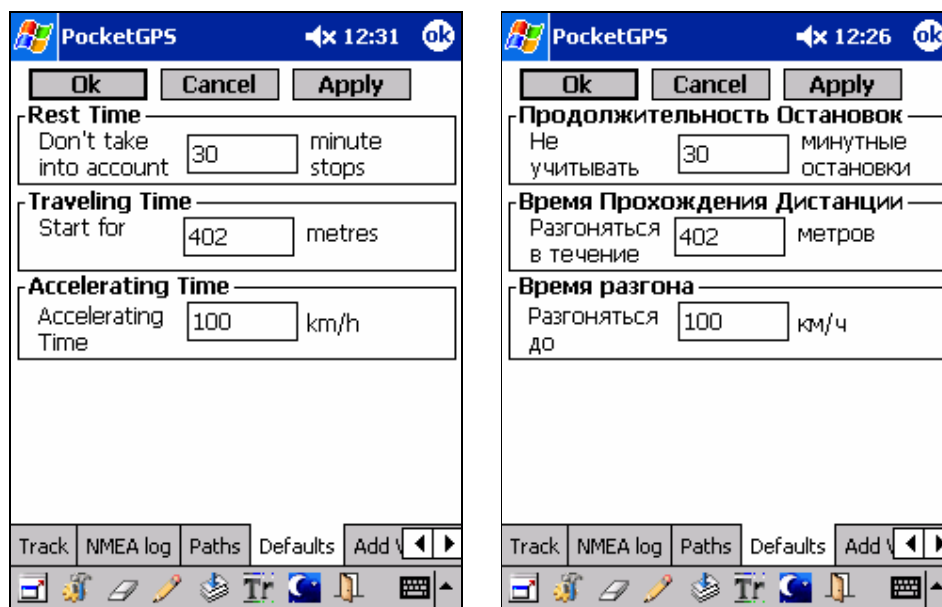 PocketGPS 12:31 ok
Ok Cancel Apply
Rest Time
Don't take into account 30 minute stops
Traveling Time
Start for 402 metres
Accelerating Time
Accelerating Time 100 km/h
Track NMEA log Paths Defaults Add
Tr
PocketGPS 12:26 ok
Ok Cancel Apply
Продолжительность Остановок
Не учитывать 30 минутные остановки
Время Прохождения Дистанции
Разгоняться в течение 402 метров
Время разгона
Разгоняться до 100 км/ч
Track NMEA log Paths Defaults Add
Tr